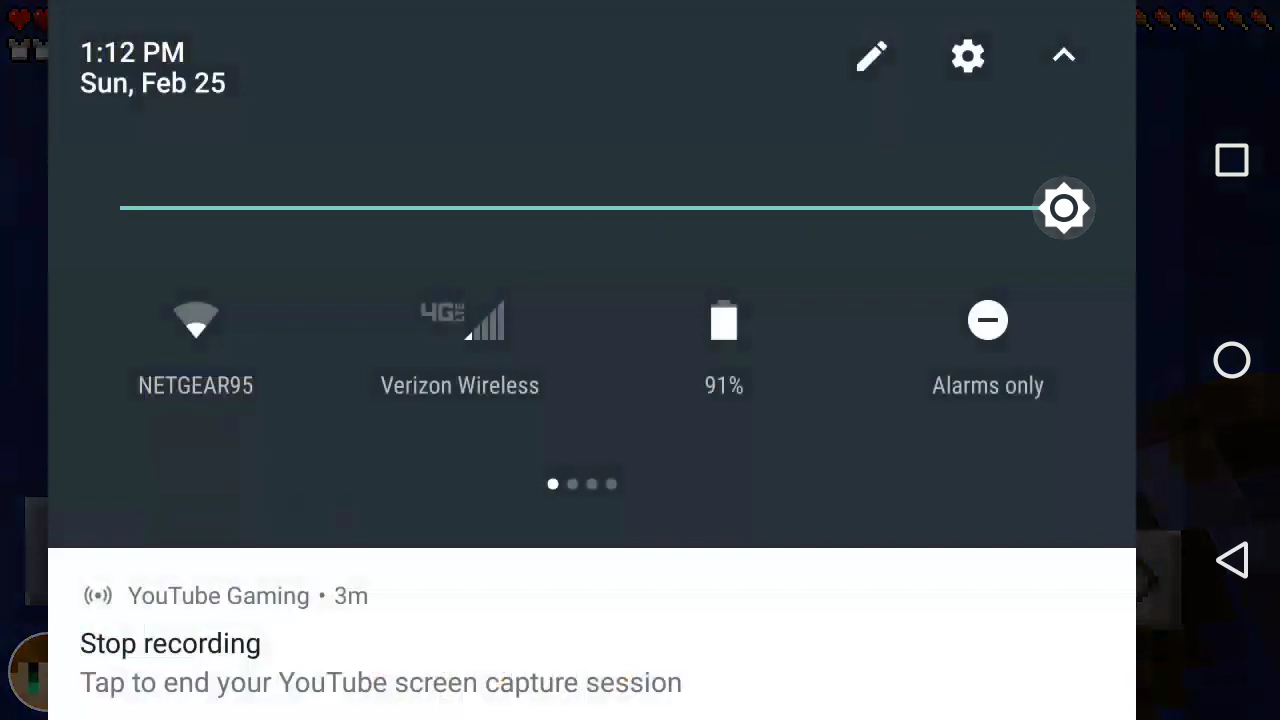 1:12 PM
Sun, Feb 25
4G LTE
NETGEAR95
Verizon Wireless
91%
Alarms only
YouTube Gaming • 3m
Stop recording
Tap to end your YouTube screen capture session